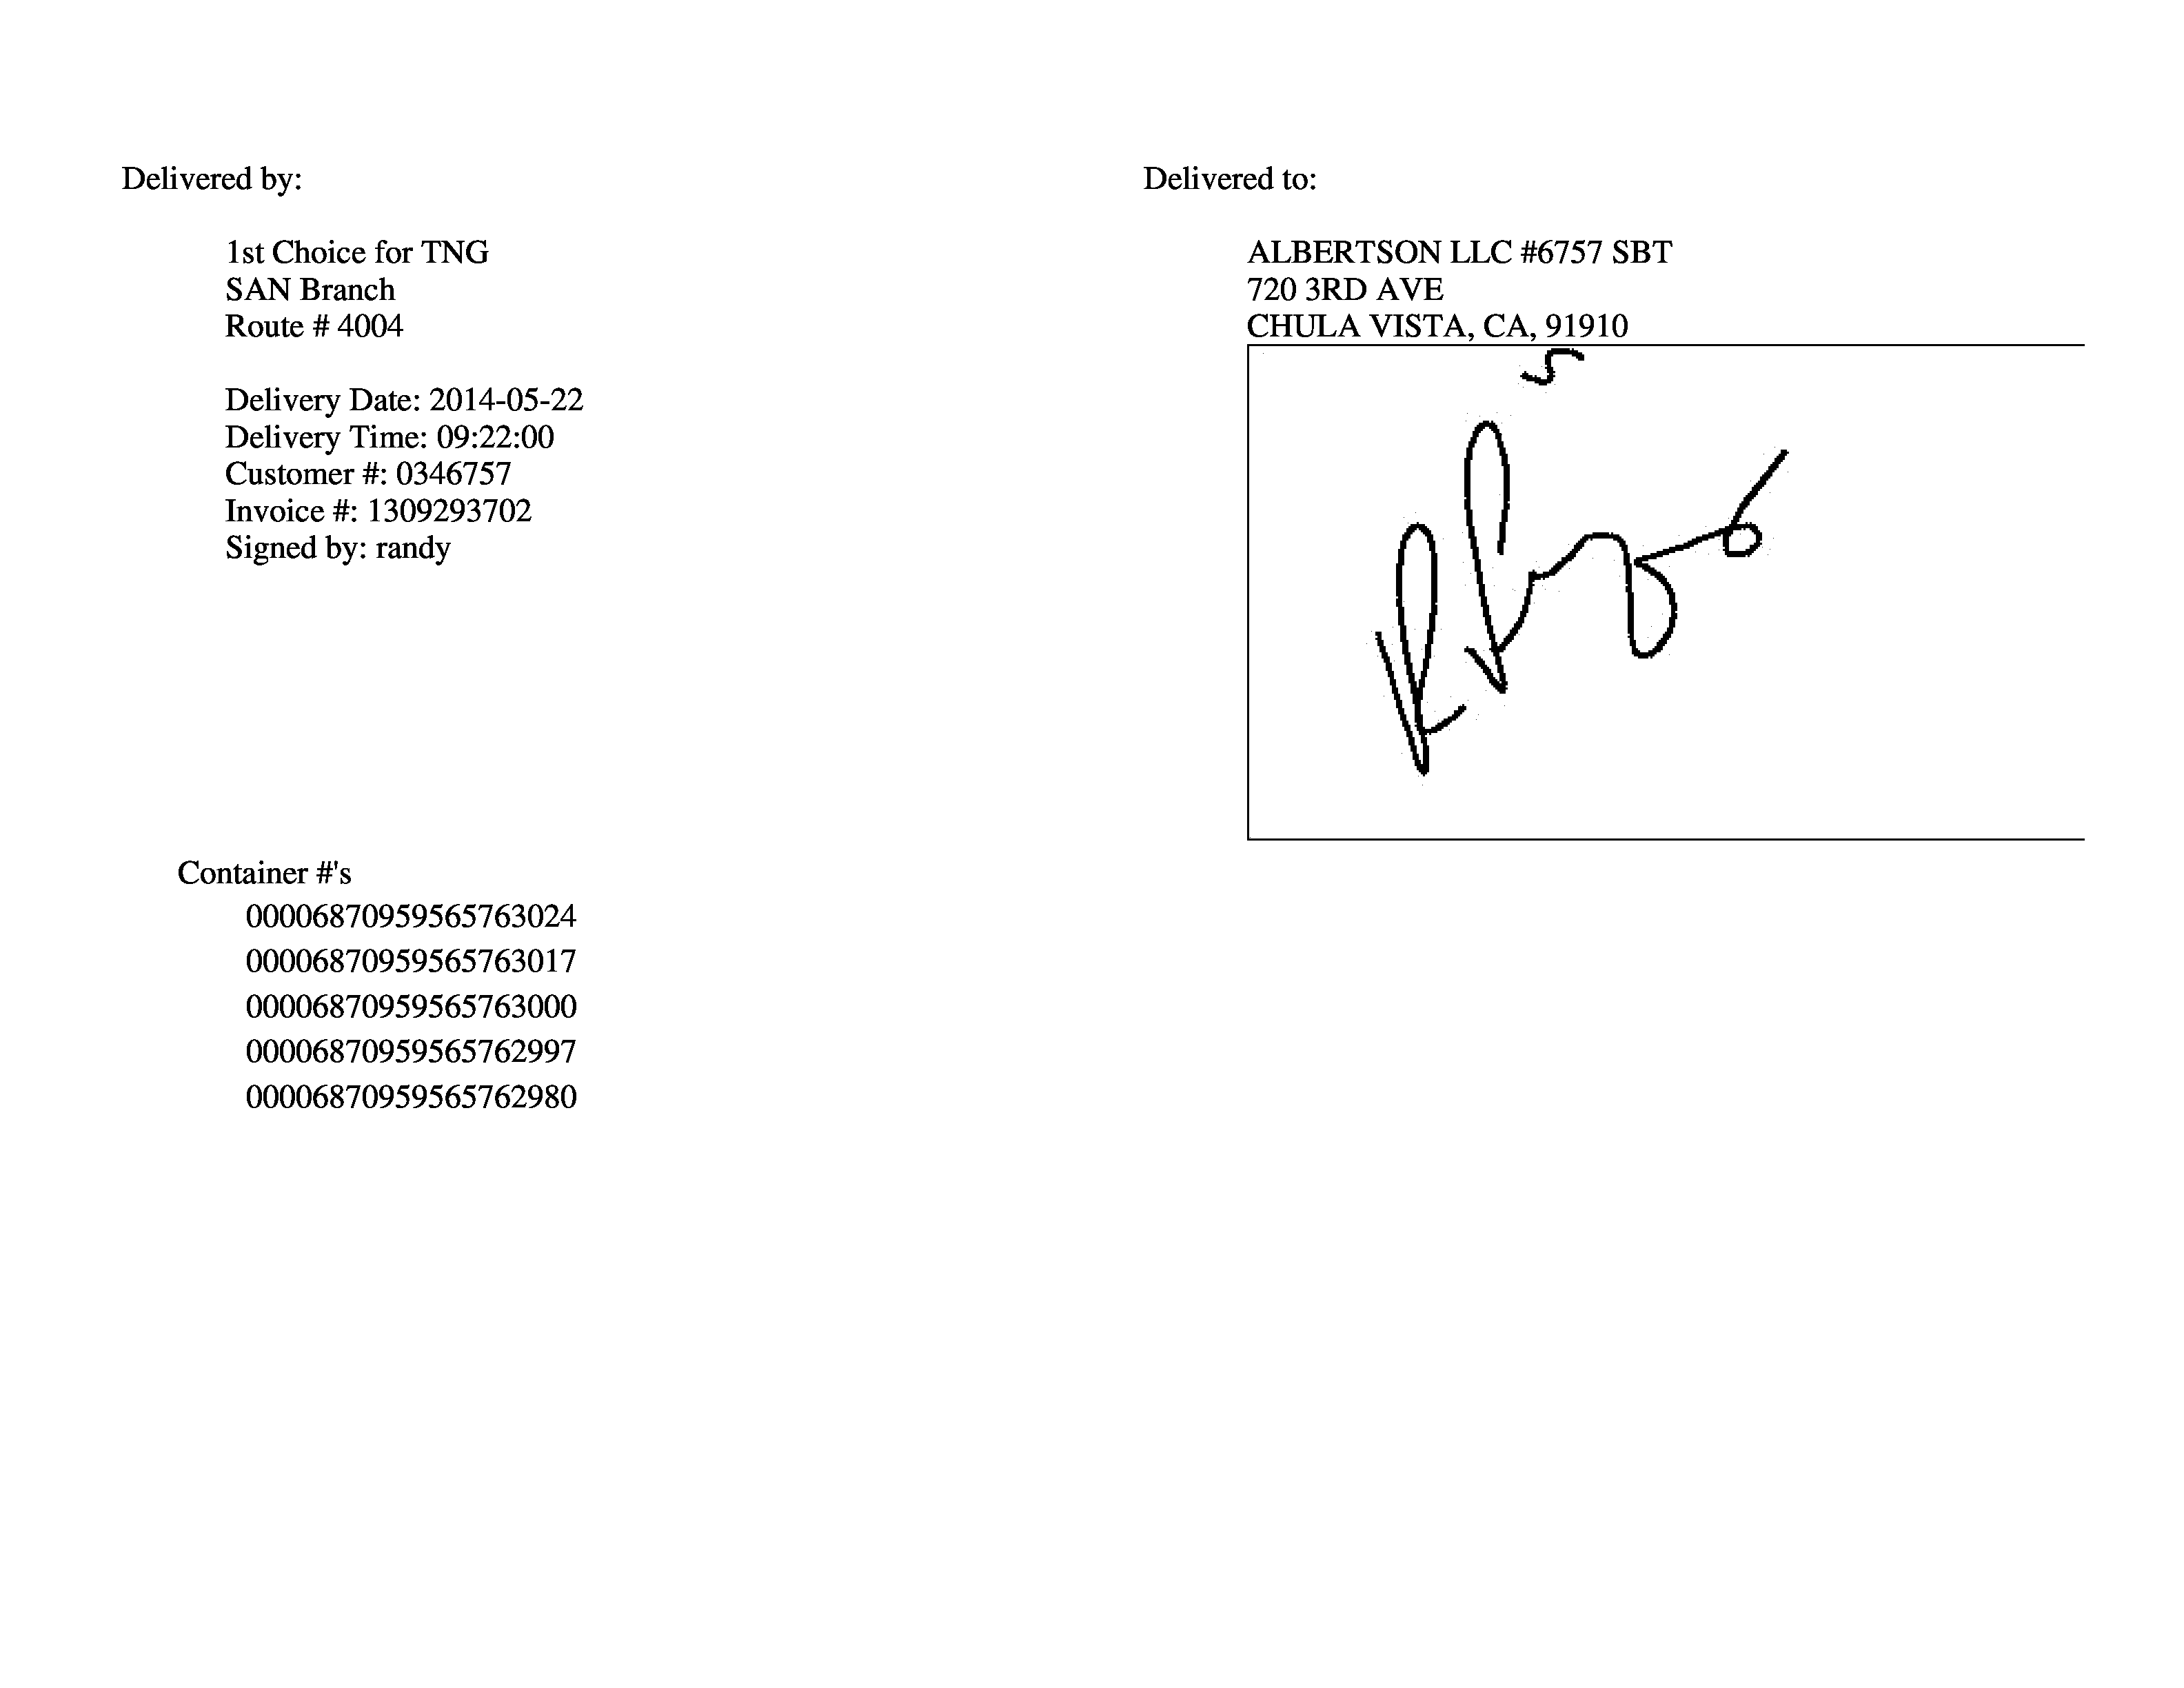 Delivered by:
1st Choice for TNG
SAN Branch
Route # 4004
Delivery Date: 2014-05-22
Delivery Time: 09:22:00
Customer #: 0346757
Invoice #: 1309293702
Signed by: randy
Delivered to:
ALBERTSON LLC #6757 SBT
720 3RD AVE
CHULA VISTA, CA, 91910
Container #'s
00006870959565763024
00006870959565763017
00006870959565763000
00006870959565762997
00006870959565762980